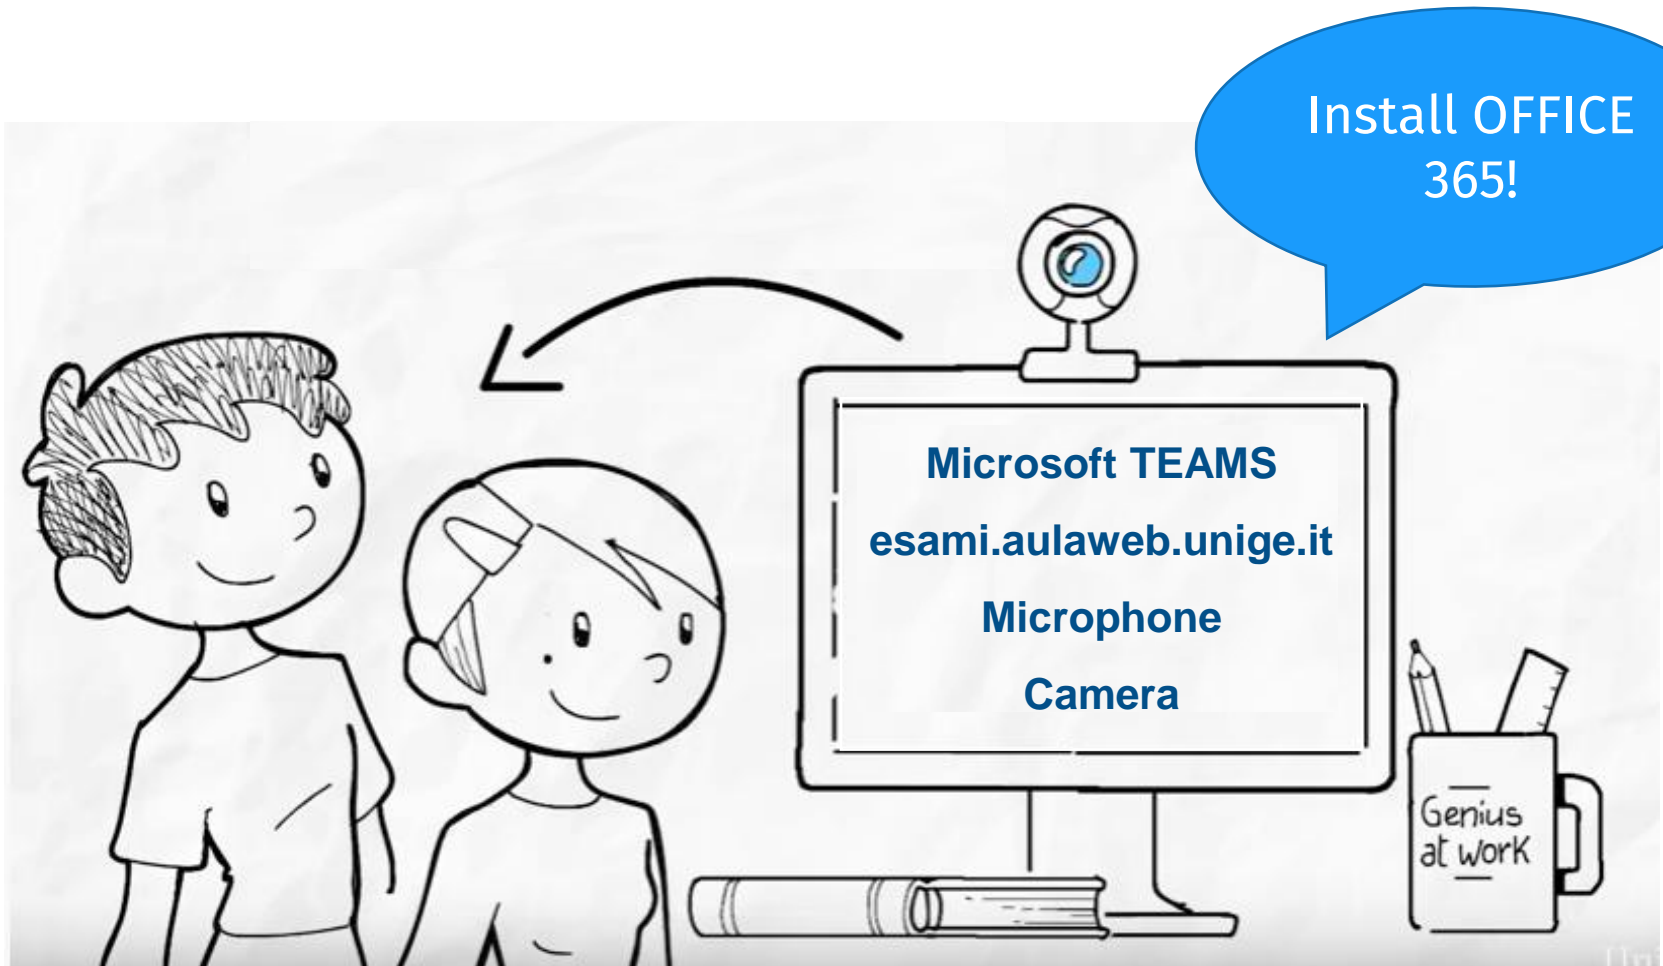 Install OFFICE
365!
Microsoft TEAMS
esami.aulaweb.unige.it
Microphone
Camera
Genius
at work